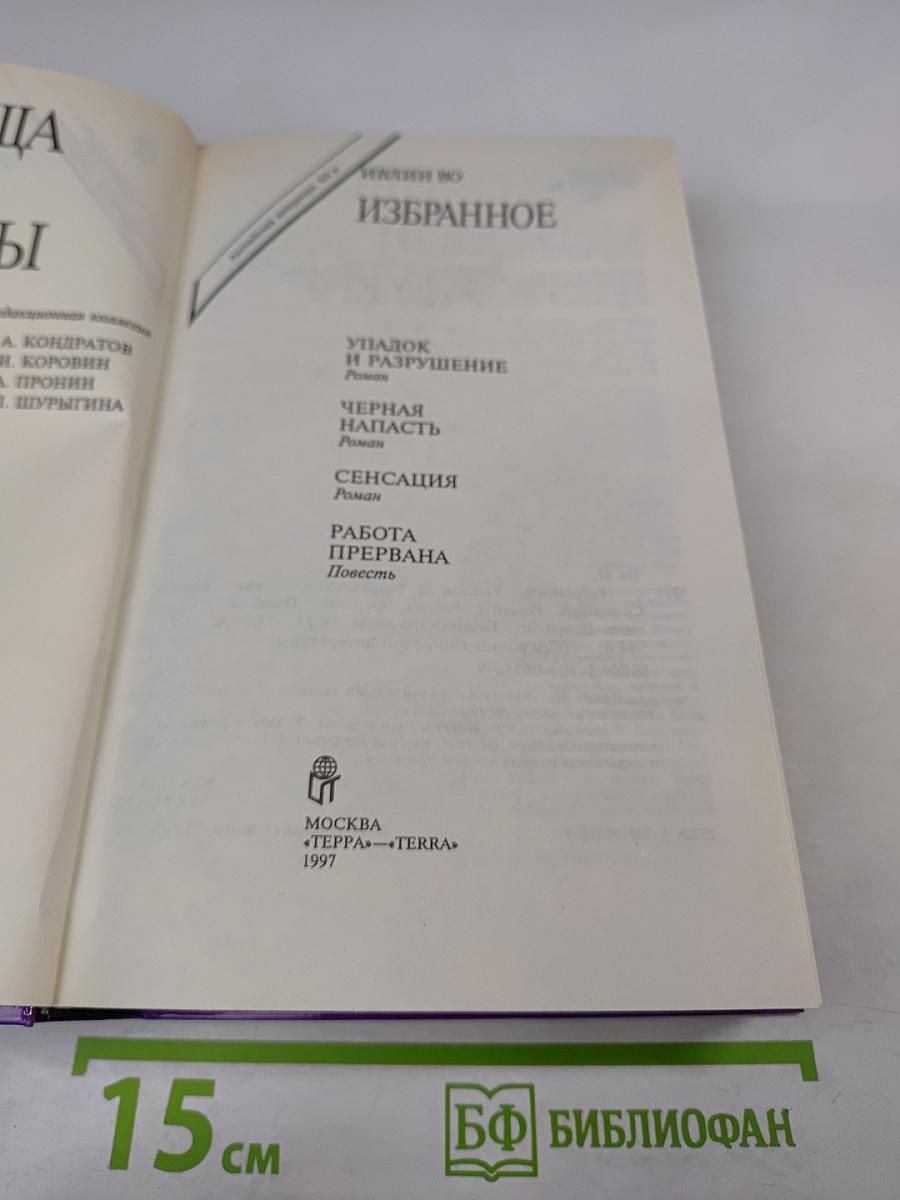 ЦА
Ы
редакционная коллегия
А. КОНДРАТОВ
И. КОРОВИН
А. ПРОНИН
Л. ШУРЫГИНА
ИВЛИН ВО
ИЗБРАННОЕ
УПАДОК
И РАЗРУШЕНИЕ
Роман
ЧЕРНАЯ
НАПАСТЬ
Роман
СЕНСАЦИЯ
Роман
РАБОТА
ПРЕРВАНА
Повесть
МОСКВА
«ТЕРРА»—«TERRA»
1997
15 см
БФ БИБЛИОФАН